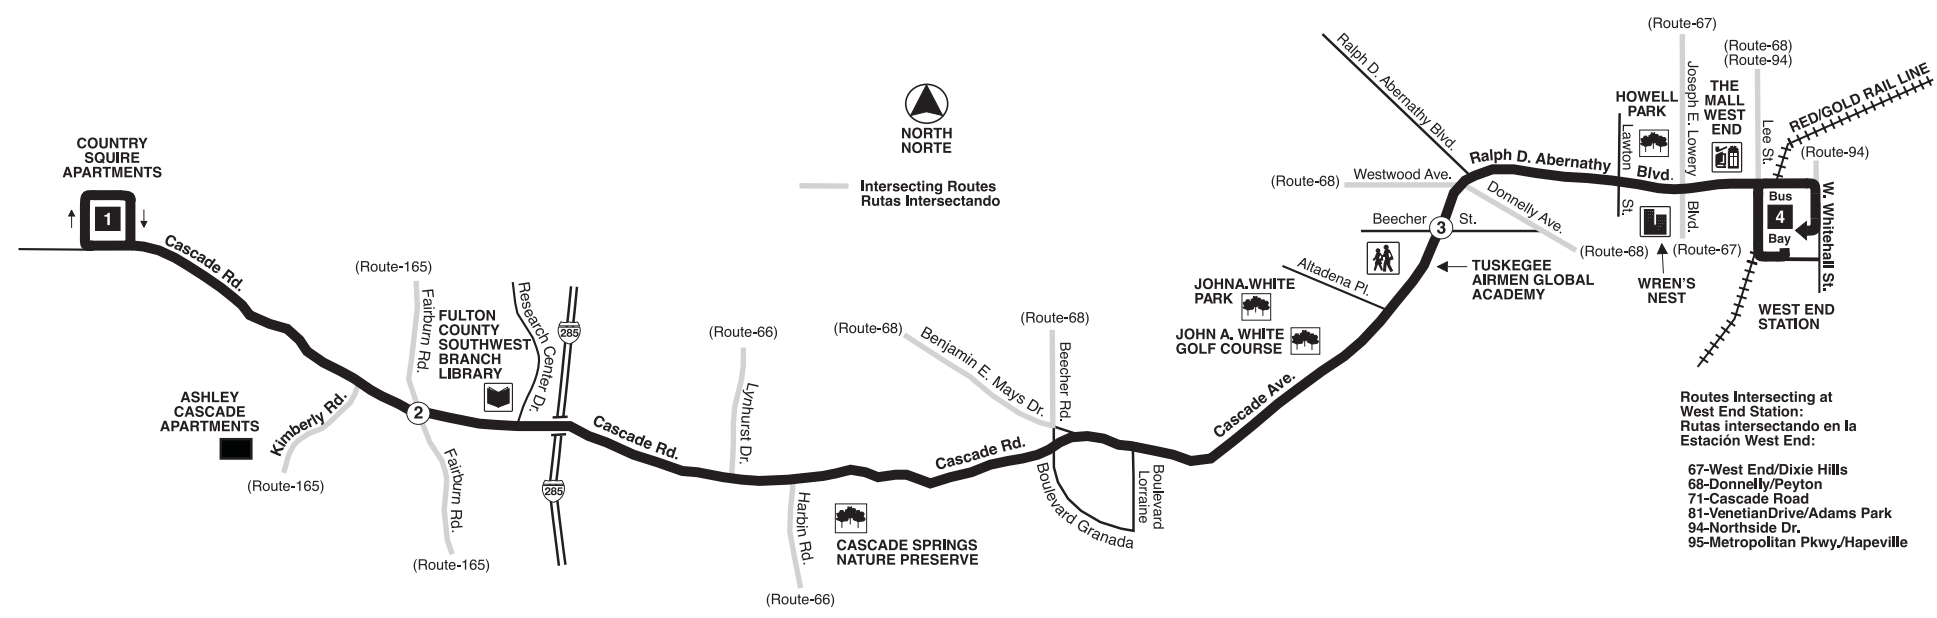 COUNTRY
SQUIRE
APARTMENTS
1
Cascade Rd.
ASHLEY
CASCADE
APARTMENTS
Kimberly Rd.
(Route-165)
(Route-165)
Fairburn Rd.
2
Fairburn Rd.
(Route-165)
FULTON
COUNTY
SOUTHWEST
BRANCH
LIBRARY
Research Center Dr.
285
285
Cascade Rd.
(Route-66)
Lynhurst Dr.
Harbin Rd.
(Route-66)
CASCADE SPRINGS
NATURE PRESERVE
NORTH
NORTE
Intersecting Routes
Rutas Intersectando
(Route-68)
Benjamin E. Mays Dr.
(Route-68)
Beecher Rd.
Cascade Rd.
Boulevard Granada
Boulevard
Lorraine
Cascade Ave.
JOHNA.WHITE
PARK
JOHN A. WHITE
GOLF COURSE
Altadena Pl.
Ralph D. Abernathy Blvd.
(Route-68)
Westwood Ave.
Beecher
3
St.
Donnelly Ave.
(Route-68)
TUSKEGEE
AIRMEN GLOBAL
ACADEMY
Ralph D. Abernathy
Blvd.
HOWELL
PARK
Lawton
St.
(Route-67)
Joseph E. Lowery
Blvd.
(Route-67)
WREN'S
NEST
THE
MALL
WEST
END
(Route-68)
(Route-94)
Lee St.
RED/GOLD RAIL LINE
(Route-94)
W. Whitehall St.
Bus
4
Bay
WEST END
STATION
Routes Intersecting at
West End Station:
Rutas intersectando en la
Estación West End:
67-West End/Dixie Hills
68-Donnelly/Peyton
71-Cascade Road
81-VenetianDrive/Adams Park
94-Northside Dr.
95-Metropolitan Pkwy./Hapeville